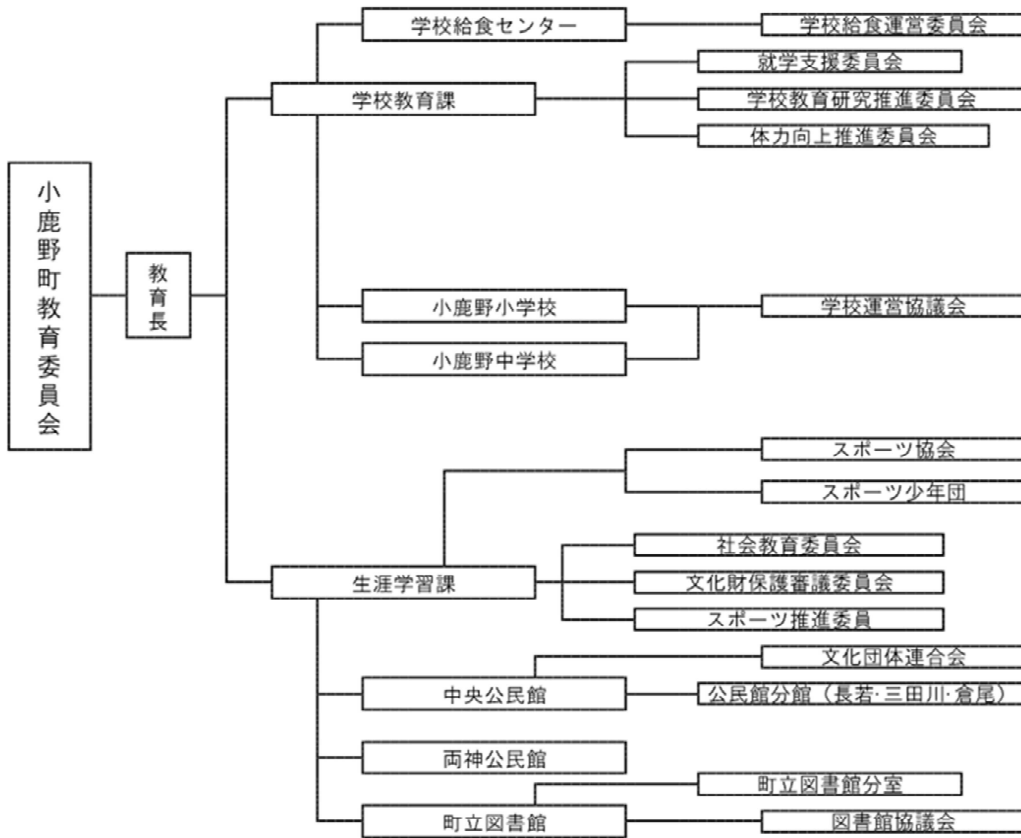 小鹿野町教育委員会
教育長
学校給食センター
学校給食運営委員会
就学支援委員会
学校教育課
学校教育研究推進委員会
体力向上推進委員会
小鹿野小学校
学校運営協議会
小鹿野中学校
スポーツ協会
スポーツ少年団
社会教育委員会
生涯学習課
文化財保護審議委員会
スポーツ推進委員
文化団体連合会
中央公民館
公民館分館（長若･三田川･倉尾）
両神公民館
町立図書館分室
町立図書館
図書館協議会